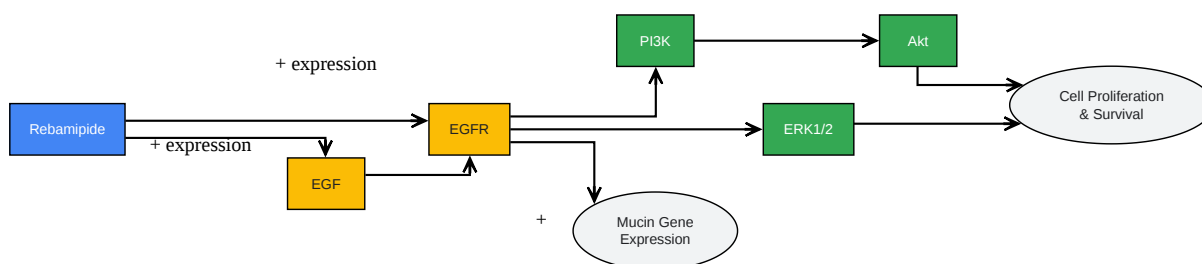 PI3K
Akt
+ expression
Cell Proliferation
& Survival
Rebamipide
EGFR
ERK1/2
+ expression
EGF
+
Mucin Gene
Expression